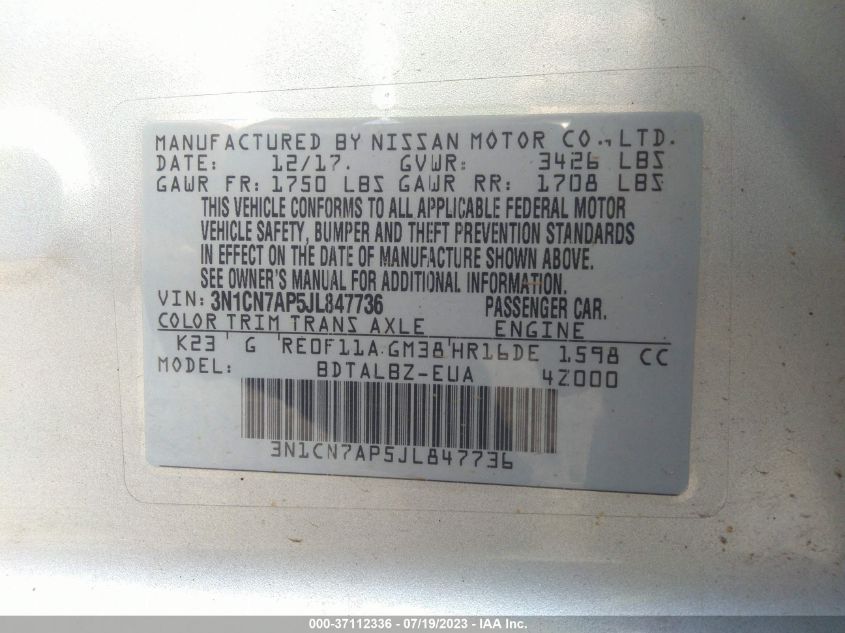 MANUFACTURED BY NISSAN MOTOR CO.,LTD.
DATE: 12/17. GVWR: 3426 LBS
GAWR FR: 1750 LBS GAWR RR: 1708 LBS
THIS VEHICLE CONFORMS TO ALL APPLICABLE FEDERAL MOTOR
VEHICLE SAFETY, BUMPER AND THEFT PREVENTION STANDARDS
IN EFFECT ON THE DATE OF MANUFACTURE SHOWN ABOVE.
SEE OWNER'S MANUAL FOR ADDITIONAL INFORMATION.
VIN: 3N1CN7AP5JL847736 PASSENGER CAR.
COLOR TRIM TRANS AXLE ENGINE
K23 G RE0F11A GM38 HR16DE 1598 CC
MODEL: BDTALBZ-EUA 4Z000
3N1CN7AP5JL847736
000-37112336 - 07/19/2023 - IAA Inc.